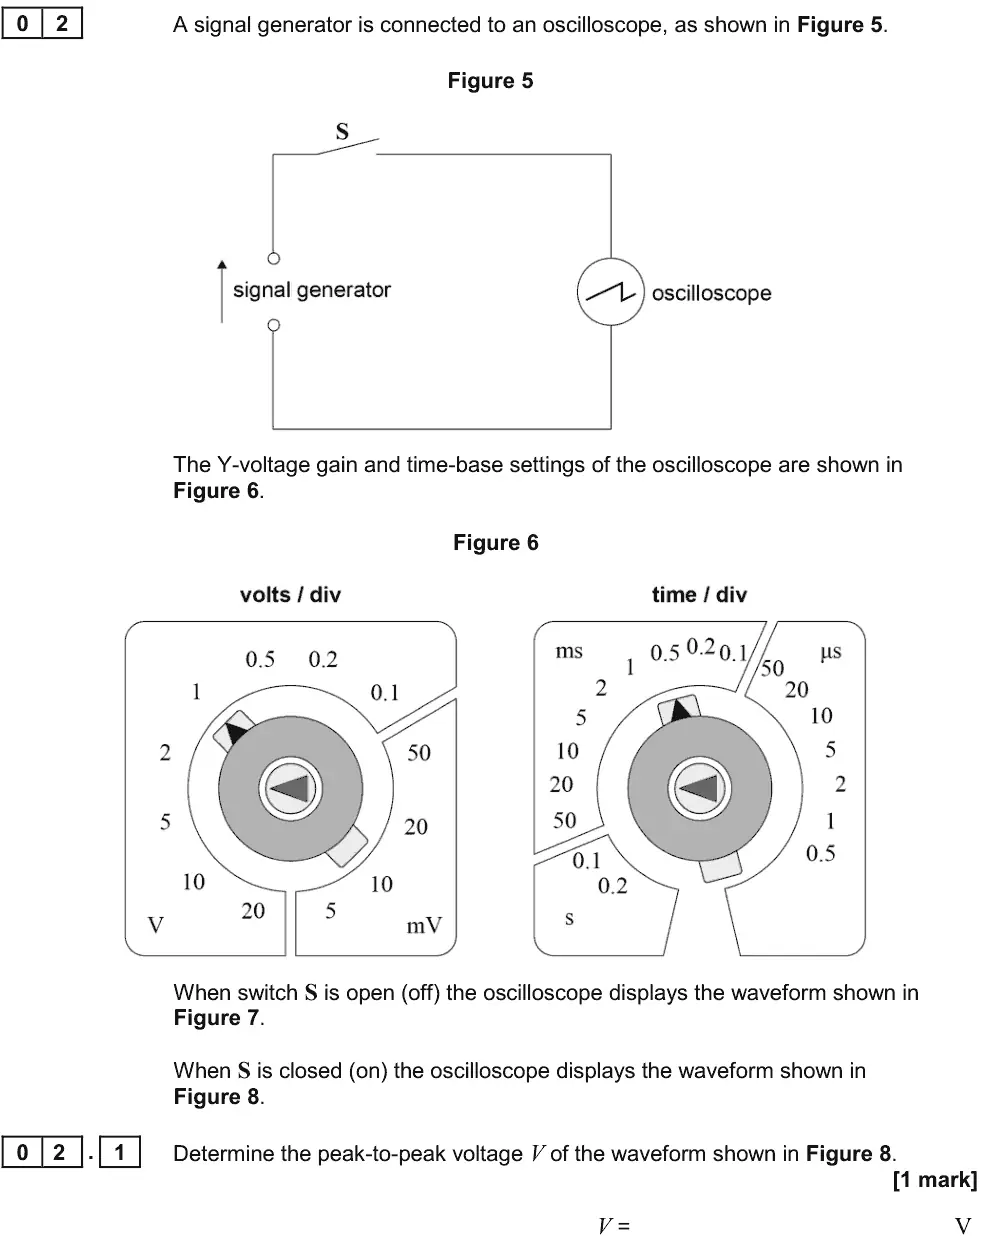 0 2 A signal generator is connected to an oscilloscope, as shown in Figure 5.
Figure 5
S
signal generator
oscilloscope
The Y-voltage gain and time-base settings of the oscilloscope are shown in
Figure 6.
Figure 6
volts / div
0.5 0.2
1 0.1
2 50
5 20
10 10
20 5
V mV
time / div
ms 0.5 0.2 0.1 50 μs
1 20
2 10
5 5
10 2
20 1
50 0.5
0.1
0.2
s
When switch S is open (off) the oscilloscope displays the waveform shown in
Figure 7.
When S is closed (on) the oscilloscope displays the waveform shown in
Figure 8.
0 2 . 1 Determine the peak-to-peak voltage V of the waveform shown in Figure 8.
[1 mark]
V = V